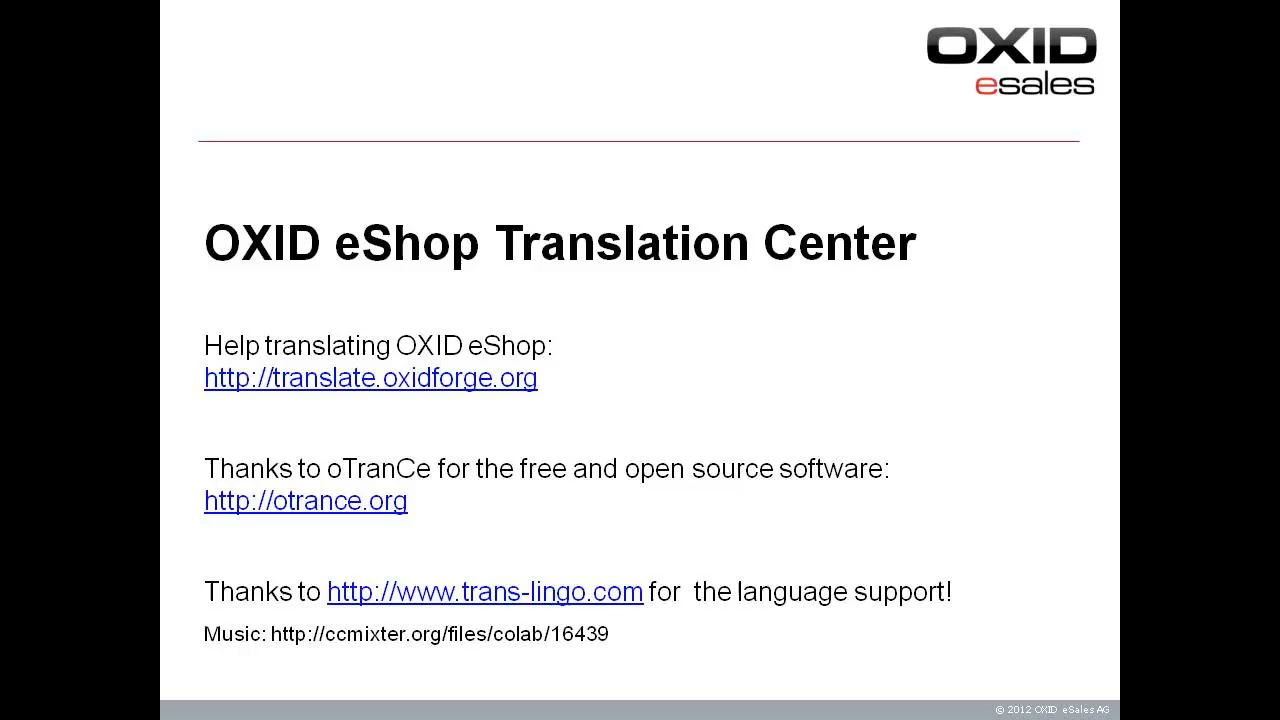 OXID
esales
OXID eShop Translation Center
Help translating OXID eShop:
http://translate.oxidforge.org
Thanks to oTranCe for the free and open source software:
http://otrance.org
Thanks to http://www.trans-lingo.com for  the language support!
Music: http://ccmixter.org/files/colab/16439
© 2012 OXID eSales AG